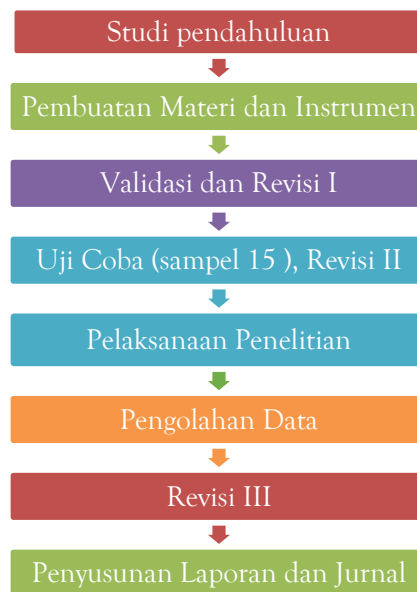 Studi pendahuluan
Pembuatan Materi dan Instrumen
Validasi dan Revisi I
Uji Coba (sampel 15 ), Revisi II
Pelaksanaan Penelitian
Pengolahan Data
Revisi III
Penyusunan Laporan dan Jurnal